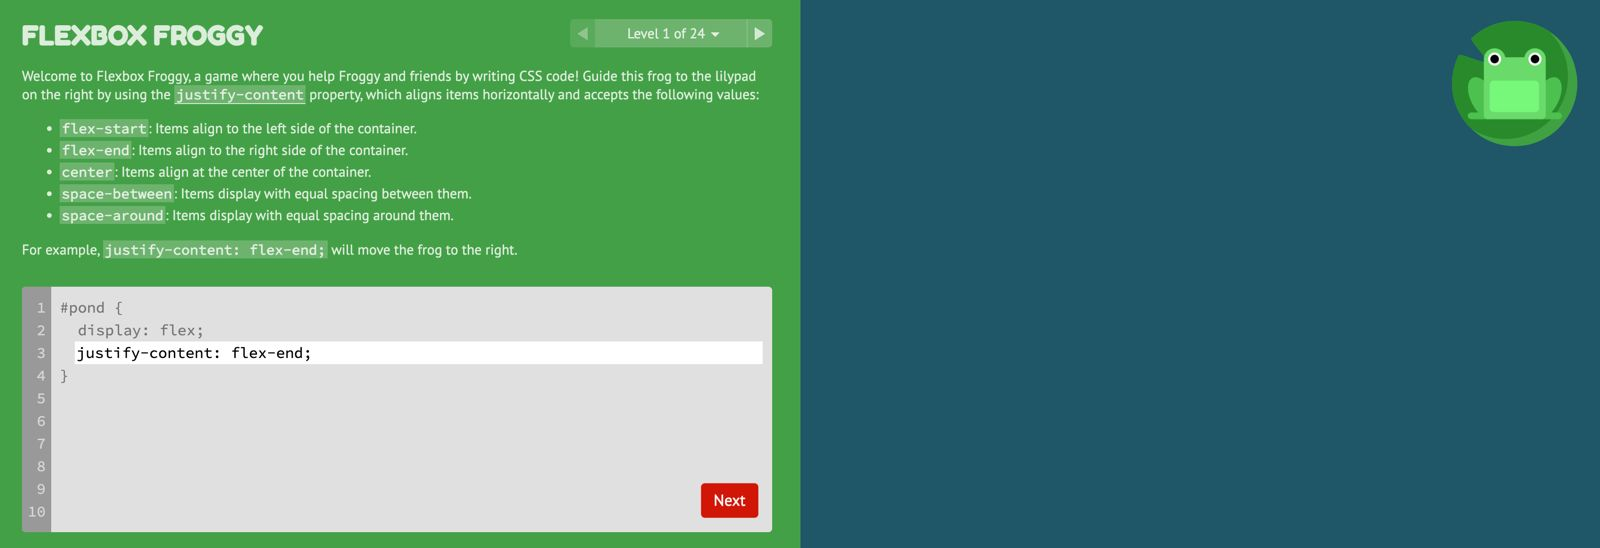 FLEXBOX FROGGY
Level 1 of 24
Welcome to Flexbox Froggy, a game where you help Froggy and friends by writing CSS code! Guide this frog to the lilypad
on the right by using the justify-content property, which aligns items horizontally and accepts the following values:
• flex-start: Items align to the left side of the container.
• flex-end: Items align to the right side of the container.
• center: Items align at the center of the container.
• space-between: Items display with equal spacing between them.
• space-around: Items display with equal spacing around them.
For example, justify-content: flex-end; will move the frog to the right.
1 #pond {
2 display: flex;
3 justify-content: flex-end;
4 }
5
6
7
8
9
10
Next